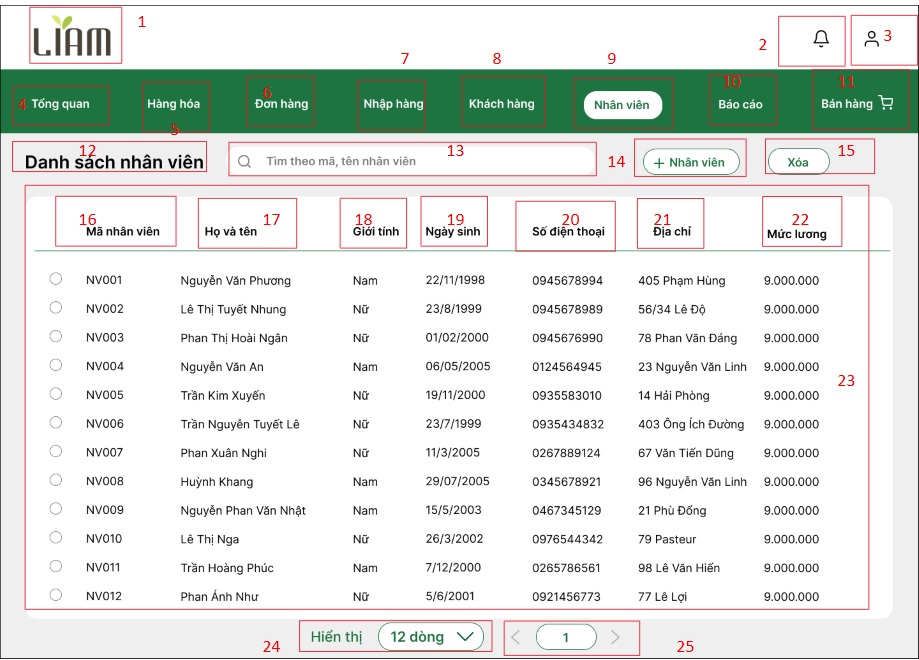 LIAM 1 2 3
7 8 9
4 Tổng quan Hàng hóa 6 Đơn hàng Nhập hàng Khách hàng Nhân viên 10 Báo cáo 11 Bán hàng
5
12 Danh sách nhân viên Tìm theo mã, tên nhân viên 13 14 + Nhân viên Xóa 15
16 17 18 19 20 21 22
Mã nhân viên Họ và tên Giới tính Ngày sinh Số điện thoại Địa chỉ Mức lương
NV001 Nguyễn Văn Phương Nam 22/11/1998 0945678994 405 Phạm Hùng 9.000.000
NV002 Lê Thị Tuyết Nhung Nữ 23/8/1999 0945678989 56/34 Lê Độ 9.000.000
NV003 Phan Thị Hoài Ngân Nữ 01/02/2000 0945676990 78 Phan Văn Đáng 9.000.000
NV004 Nguyễn Văn An Nam 06/05/2005 0124564945 23 Nguyễn Văn Linh 9.000.000
23
NV005 Trần Kim Xuyến Nữ 19/11/2000 0935583010 14 Hải Phòng 9.000.000
NV006 Trần Nguyễn Tuyết Lê Nữ 23/7/1999 0935434832 403 Ông Ích Đường 9.000.000
NV007 Phan Xuân Nghi Nữ 11/3/2005 0267889124 67 Văn Tiến Dũng 9.000.000
NV008 Huỳnh Khang Nam 29/07/2005 0345678921 96 Nguyễn Văn Linh 9.000.000
NV009 Nguyễn Phan Văn Nhật Nam 15/5/2003 0467345129 21 Phù Đổng 9.000.000
NV010 Lê Thị Nga Nữ 26/3/2002 0976544342 79 Pasteur 9.000.000
NV011 Trần Hoàng Phúc Nam 7/12/2000 0265786561 98 Lê Văn Hiến 9.000.000
NV012 Phan Ánh Như Nữ 5/6/2001 0921456773 77 Lê Lợi 9.000.000
24 Hiển thị 12 dòng 1 25